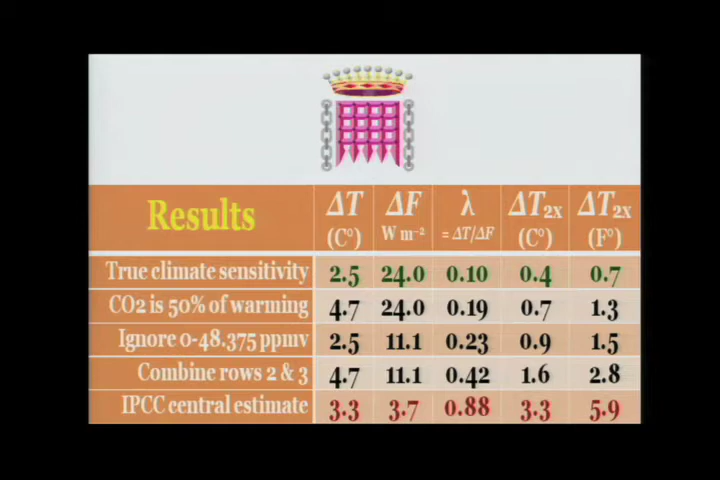 Results ΔT ΔF λ ΔT₂ₓ ΔT₂ₓ
(C°) W m⁻² = ΔT/ΔF (C°) (F°)
True climate sensitivity 2.5 24.0 0.10 0.4 0.7
CO2 is 50% of warming 4.7 24.0 0.19 0.7 1.3
Ignore 0-48.375 ppmv 2.5 11.1 0.23 0.9 1.5
Combine rows 2 & 3 4.7 11.1 0.42 1.6 2.8
IPCC central estimate 3.3 3.7 0.88 3.3 5.9